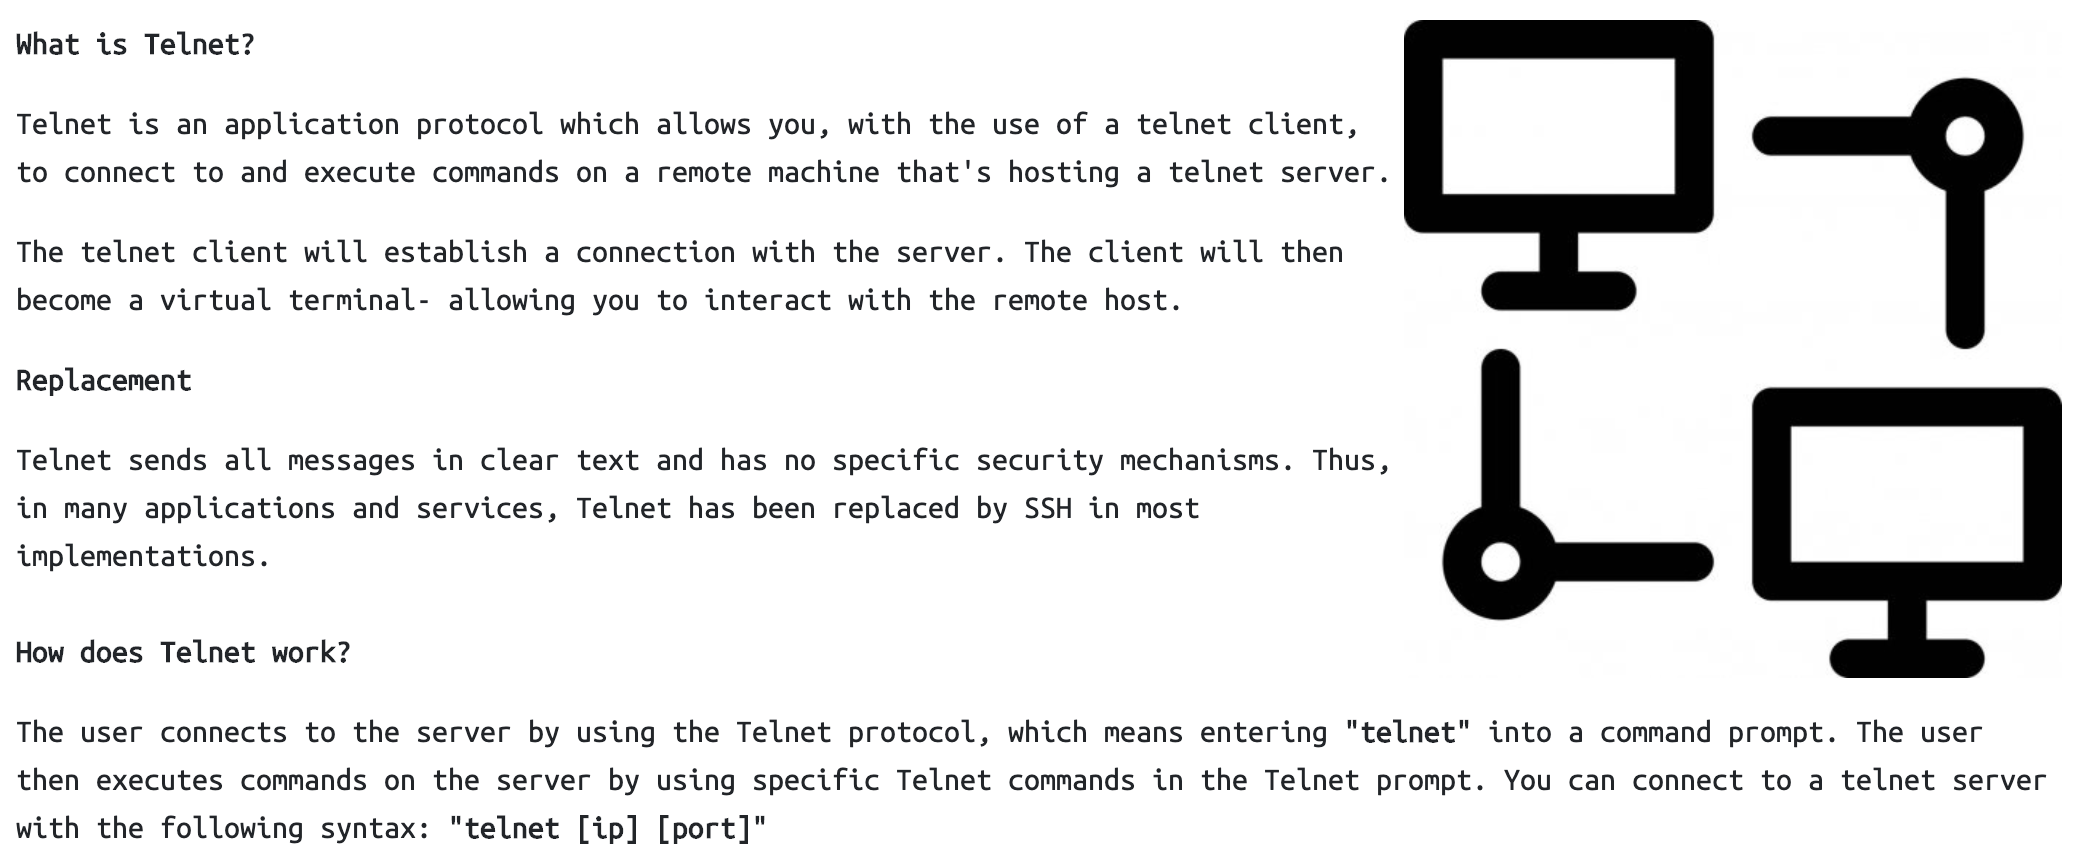 What is Telnet?
Telnet is an application protocol which allows you, with the use of a telnet client,
to connect to and execute commands on a remote machine that's hosting a telnet server.
The telnet client will establish a connection with the server. The client will then
become a virtual terminal- allowing you to interact with the remote host.
Replacement
Telnet sends all messages in clear text and has no specific security mechanisms. Thus,
in many applications and services, Telnet has been replaced by SSH in most
implementations.
How does Telnet work?
The user connects to the server by using the Telnet protocol, which means entering "telnet" into a command prompt. The user
then executes commands on the server by using specific Telnet commands in the Telnet prompt. You can connect to a telnet server
with the following syntax: "telnet [ip] [port]"